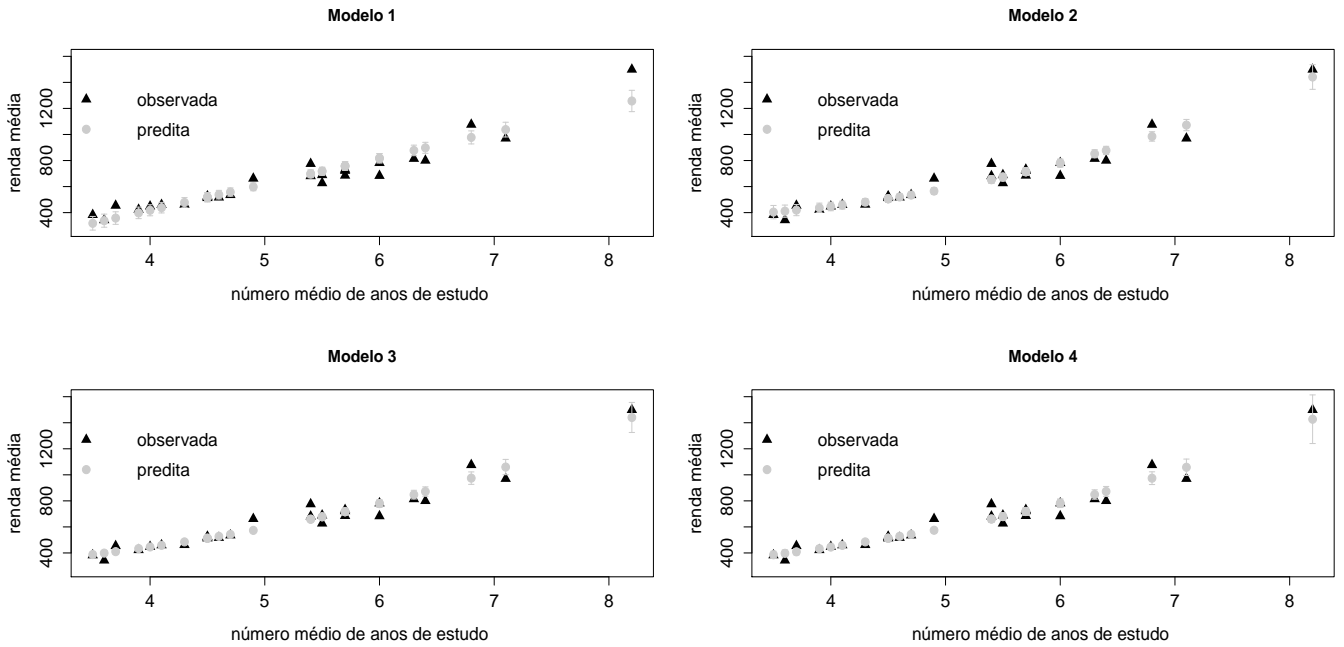 Modelo 1
renda média
400
800
1200
observada
predita
4 5 6 7 8
número médio de anos de estudo
Modelo 2
renda média
400
800
1200
observada
predita
4 5 6 7 8
número médio de anos de estudo
Modelo 3
renda média
400
800
1200
observada
predita
4 5 6 7 8
número médio de anos de estudo
Modelo 4
renda média
400
800
1200
observada
predita
4 5 6 7 8
número médio de anos de estudo